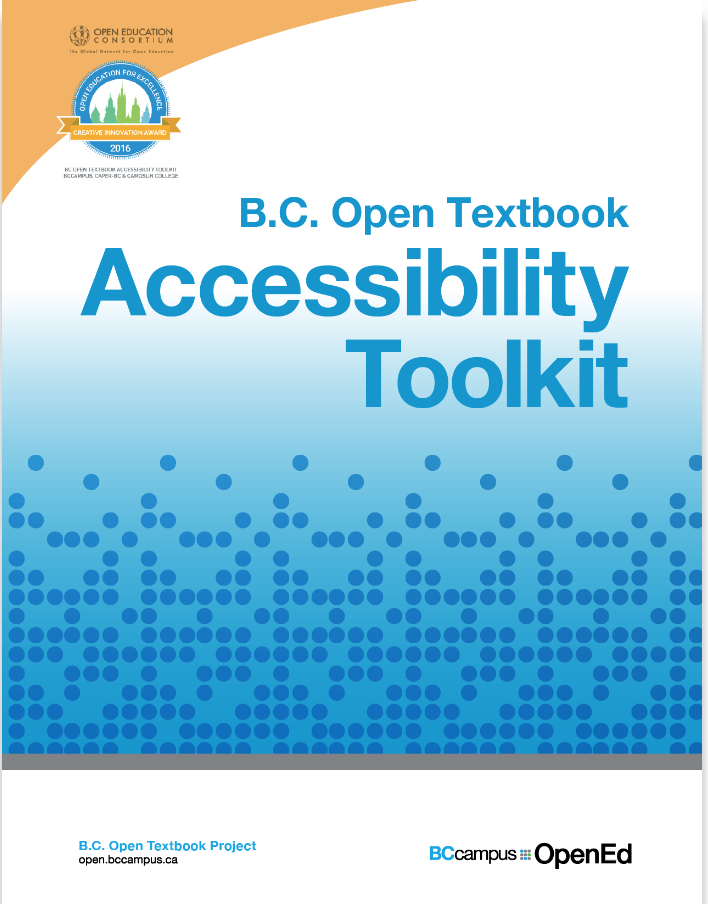 OPEN EDUCATION
CONSORTIUM
The Global Network for Open Education
OPEN EDUCATION FOR EXCELLENCE
CREATIVE INNOVATION AWARD
2016
BC OPEN TEXTBOOK ACCESSIBILITY TOOLKIT
BCCAMPUS, CAPER-BC & CAMOSUN COLLEGE
B.C. Open Textbook
Accessibility
Toolkit
B.C. Open Textbook Project
open.bccampus.ca
BCcampus OpenEd